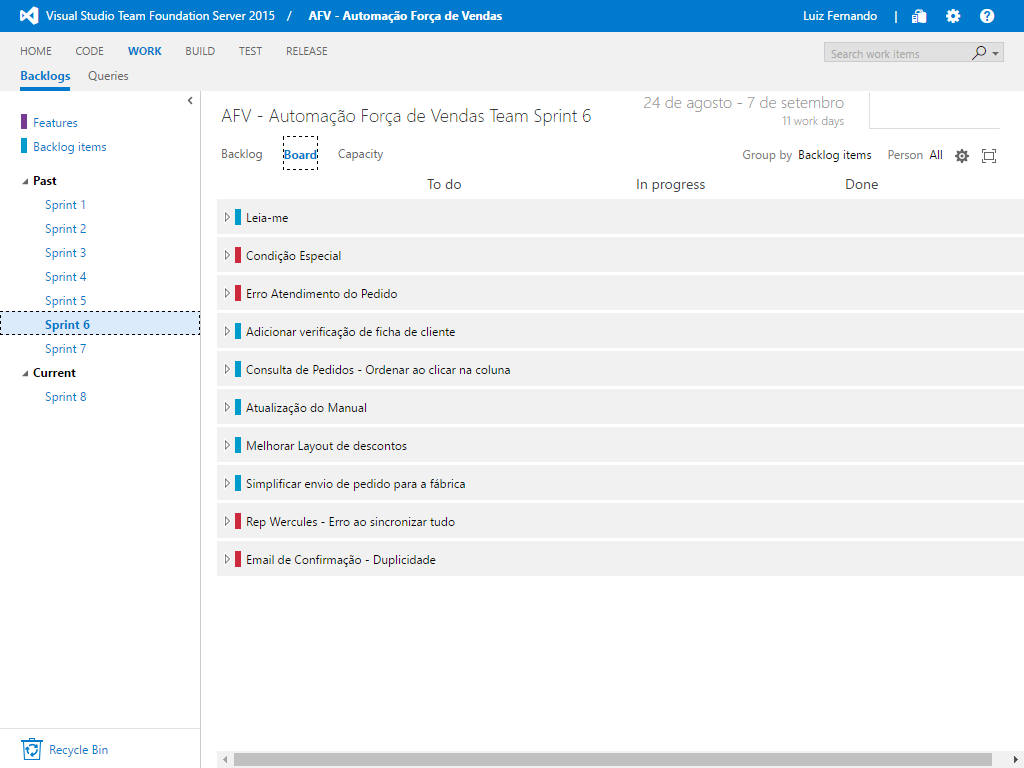 Visual Studio Team Foundation Server 2015 / AFV - Automação Força de Vendas Luiz Fernando |
HOME CODE WORK BUILD TEST RELEASE
Search work items
Backlogs Queries
Features
Backlog items
Past
Sprint 1
Sprint 2
Sprint 3
Sprint 4
Sprint 5
Sprint 6
Sprint 7
Current
Sprint 8
Recycle Bin
AFV - Automação Força de Vendas Team Sprint 6
24 de agosto - 7 de setembro
11 work days
Backlog Board Capacity
Group by Backlog items Person All
To do In progress Done
Leia-me
Condição Especial
Erro Atendimento do Pedido
Adicionar verificação de ficha de cliente
Consulta de Pedidos - Ordenar ao clicar na coluna
Atualização do Manual
Melhorar Layout de descontos
Simplificar envio de pedido para a fábrica
Rep Wercules - Erro ao sincronizar tudo
Email de Confirmação - Duplicidade